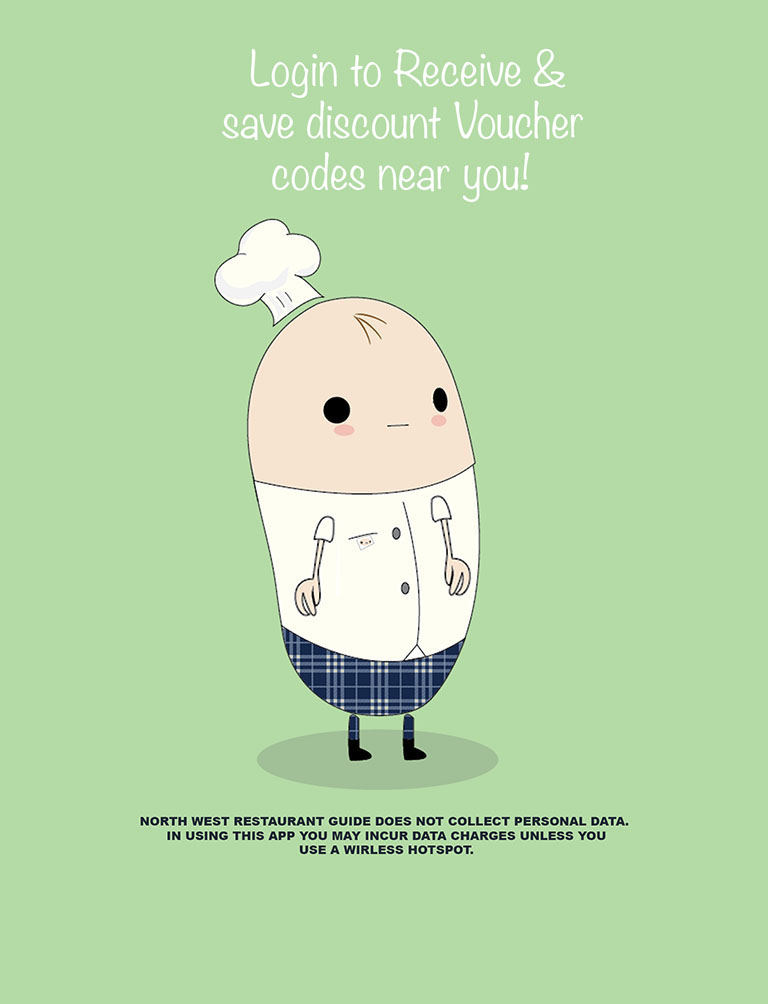 Login to Receive &
save discount Voucher
codes near you!
NORTH WEST RESTAURANT GUIDE DOES NOT COLLECT PERSONAL DATA.
IN USING THIS APP YOU MAY INCUR DATA CHARGES UNLESS YOU
USE A WIRLESS HOTSPOT.